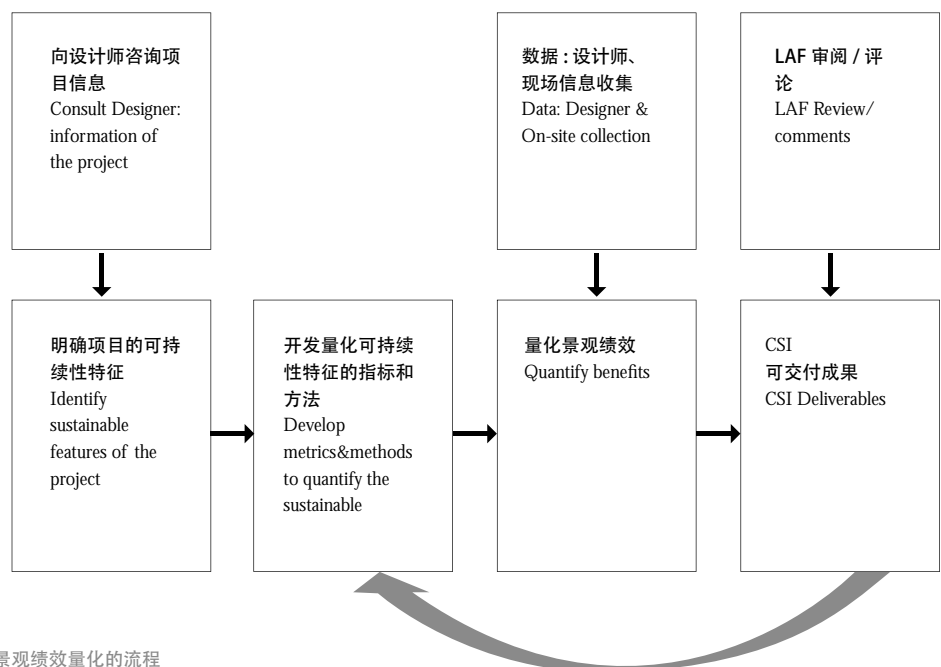 向设计师咨询项
目信息
Consult Designer:
information of
the project
数据 : 设计师、
现场信息收集
Data: Designer &
On-site collection
LAF 审阅 / 评
论
LAF Review/
comments
明确项目的可持
续性特征
Identify
sustainable
features of the
project
开发量化可持续
性特征的指标和
方法
Develop
metrics&methods
to quantify the
sustainable
量化景观绩效
Quantify benefits
CSI
可交付成果
CSI Deliverables
景观绩效量化的流程